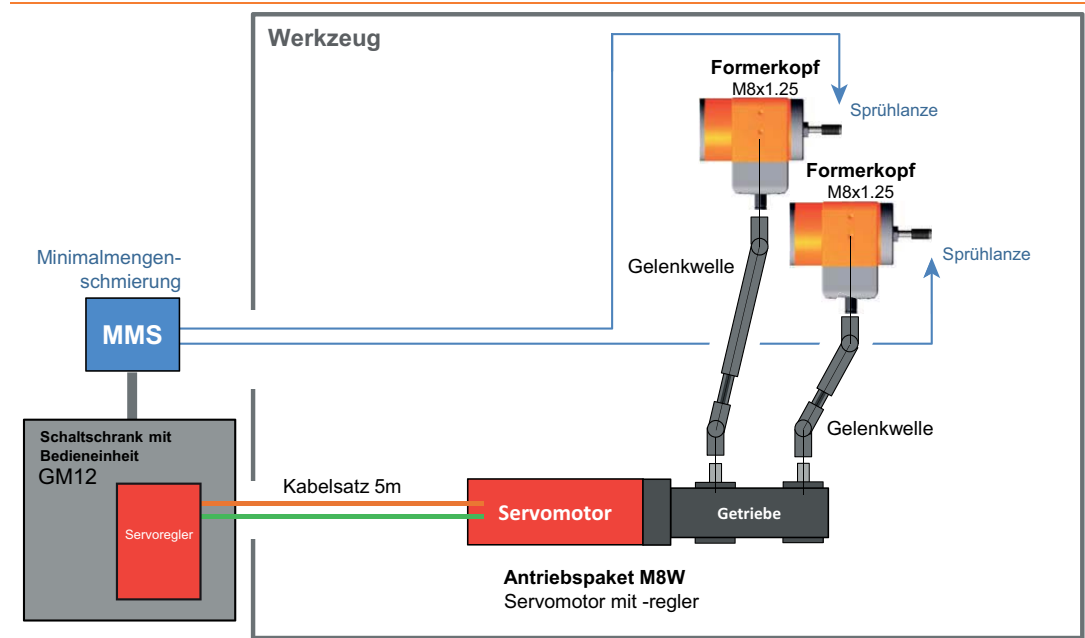 Werkzeug
Formerkopf
M8x1.25
Sprühlanze
Formerkopf
M8x1.25
Sprühlanze
Gelenkwelle
Minimalmengen-
schmierung
MMS
Gelenkwelle
Schaltschrank mit
Bedieneinheit
GM12
Servoregler
Kabelsatz 5m
Servomotor
Getriebe
Antriebspaket M8W
Servomotor mit -regler